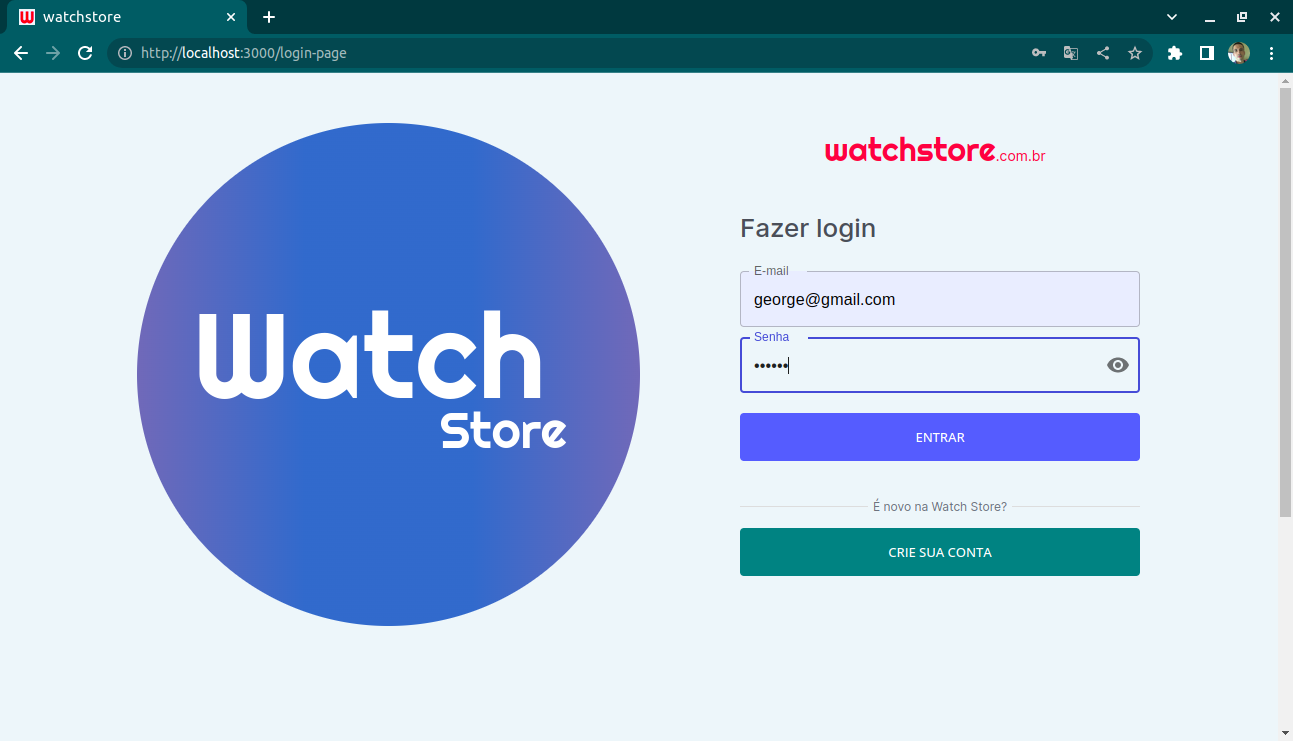 watchstore
http://localhost:3000/login-page
Watch
Store
watchstore.com.br
Fazer login
E-mail
george@gmail.com
Senha
••••••
ENTRAR
É novo na Watch Store?
CRIE SUA CONTA